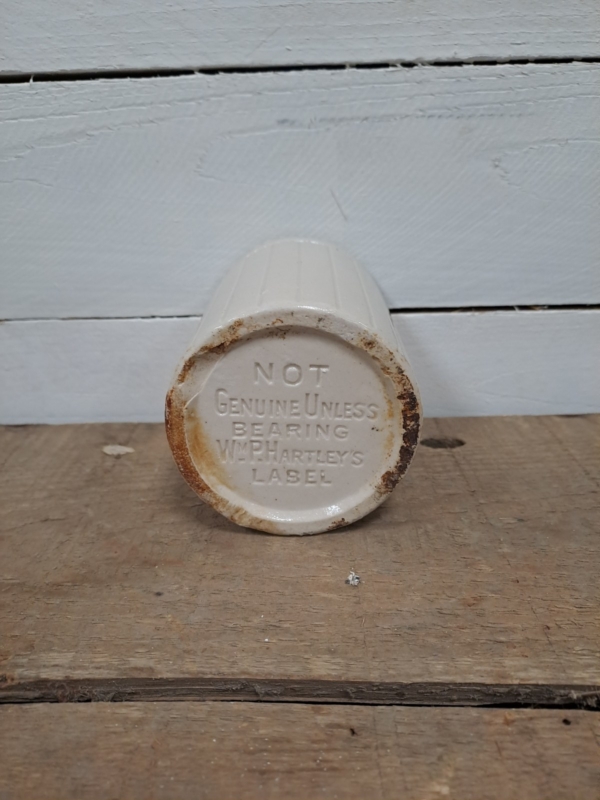 NOT
GENUINE UNLESS
BEARING
WM P. HARTLEY'S
LABEL